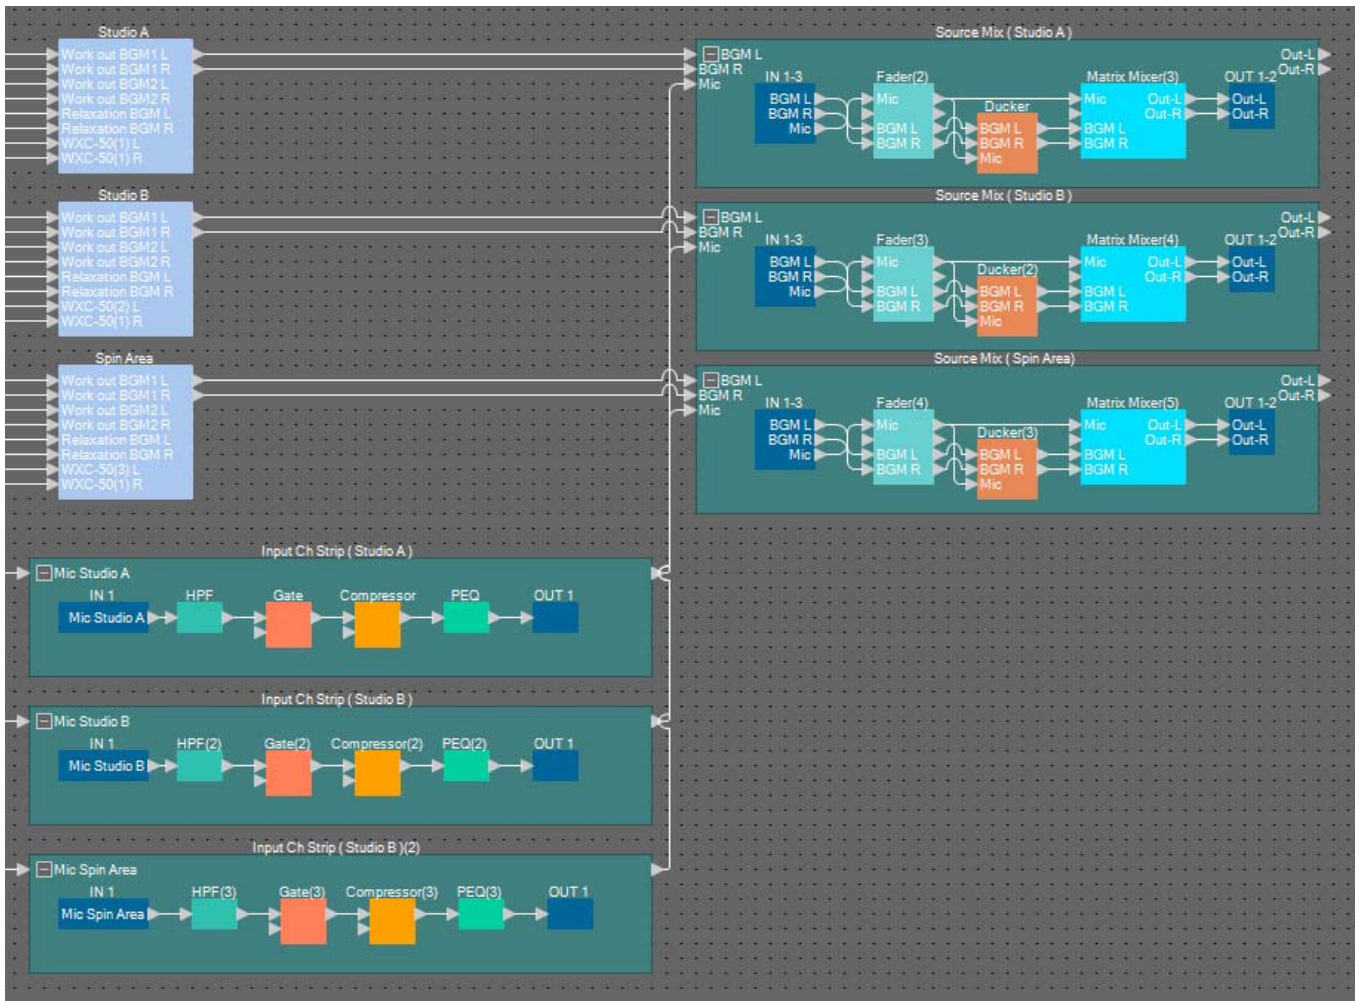 Studio A
Work out BGM1 L
Work out BGM1 R
Work out BGM2 L
Work out BGM2 R
Relaxation BGM L
Relaxation BGM R
WXC-50(1) L
WXC-50(1) R
Source Mix ( Studio A )
BGM L
BGM R
Mic
Out-L
Out-R
IN 1-3
BGM L
BGM R
Mic
Fader(2)
Mic
BGM L
BGM R
Ducker
BGM L
BGM R
Mic
Matrix Mixer(3)
Mic
BGM L
BGM R
Out-L
Out-R
OUT 1-2
Out-L
Out-R
Studio B
Work out BGM1 L
Work out BGM1 R
Work out BGM2 L
Work out BGM2 R
Relaxation BGM L
Relaxation BGM R
WXC-50(2) L
WXC-50(1) R
Source Mix ( Studio B )
BGM L
BGM R
Mic
Out-L
Out-R
IN 1-3
BGM L
BGM R
Mic
Fader(3)
Mic
BGM L
BGM R
Ducker(2)
BGM L
BGM R
Mic
Matrix Mixer(4)
Mic
BGM L
BGM R
Out-L
Out-R
OUT 1-2
Out-L
Out-R
Spin Area
Work out BGM1 L
Work out BGM1 R
Work out BGM2 L
Work out BGM2 R
Relaxation BGM L
Relaxation BGM R
WXC-50(3) L
WXC-50(1) R
Source Mix ( Spin Area)
BGM L
BGM R
Mic
Out-L
Out-R
IN 1-3
BGM L
BGM R
Mic
Fader(4)
Mic
BGM L
BGM R
Ducker(3)
BGM L
BGM R
Mic
Matrix Mixer(5)
Mic
BGM L
BGM R
Out-L
Out-R
OUT 1-2
Out-L
Out-R
Input Ch Strip ( Studio A )
Mic Studio A
IN 1
Mic Studio A
HPF
Gate
Compressor
PEQ
OUT 1
Input Ch Strip ( Studio B )
Mic Studio B
IN 1
Mic Studio B
HPF(2)
Gate(2)
Compressor(2)
PEQ(2)
OUT 1
Input Ch Strip ( Studio B )(2)
Mic Spin Area
IN 1
Mic Spin Area
HPF(3)
Gate(3)
Compressor(3)
PEQ(3)
OUT 1